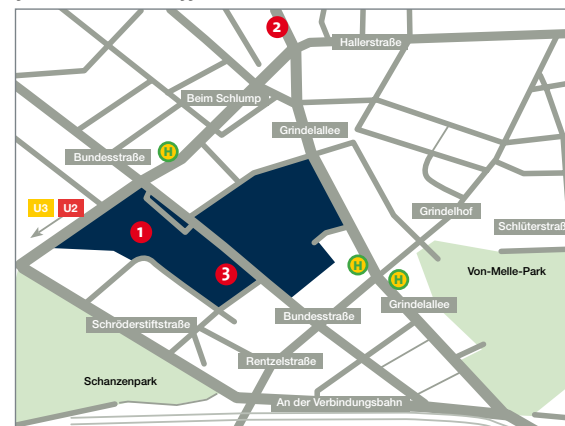 2
Hallerstraße
Beim Schlump
Grindelallee
H
Bundesstraße
U3 U2
Grindelhof
1
Schlüterstraß
3
H
H
Von-Melle-Park
Grindelallee
Bundesstraße
Schröderstiftstraße
Rentzelstraße
Schanzenpark
An der Verbindungsbahn